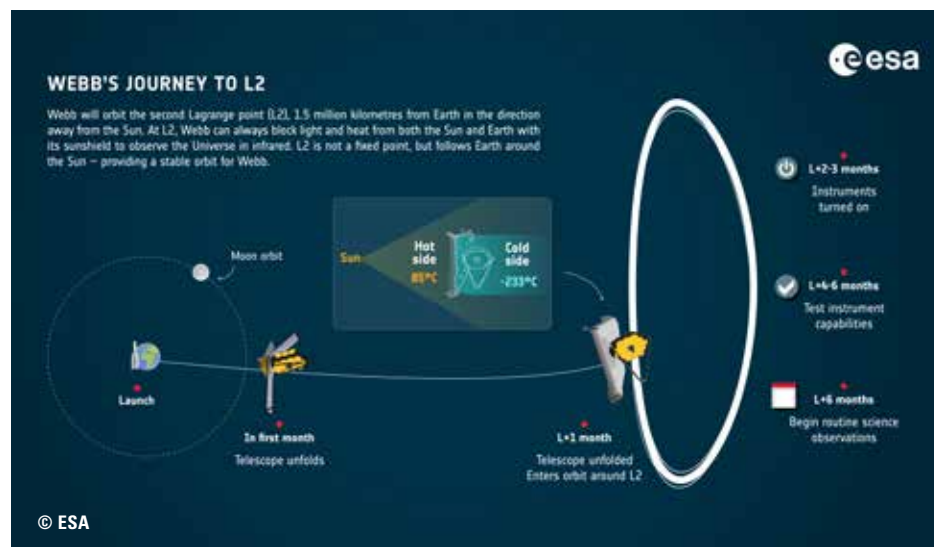 esa
WEBB'S JOURNEY TO L2
Webb will orbit the second Lagrange point (L2), 1.5 million kilometres from Earth in the direction
away from the Sun. At L2, Webb can always block light and heat from both the Sun and Earth with
its sunshield to observe the Universe in infrared. L2 is not a fixed point, but follows Earth around
the Sun – providing a stable orbit for Webb.
Moon orbit
Sun
Hot
side
85°C
Cold
side
-233°C
Launch
In first month
Telescope unfolds
L+1 month
Telescope unfolded
Enters orbit around L2
L+2-3 months
Instruments
turned on
L+4-6 months
Test instrument
capabilities
L+6 months
Begin routine science
observations
© ESA